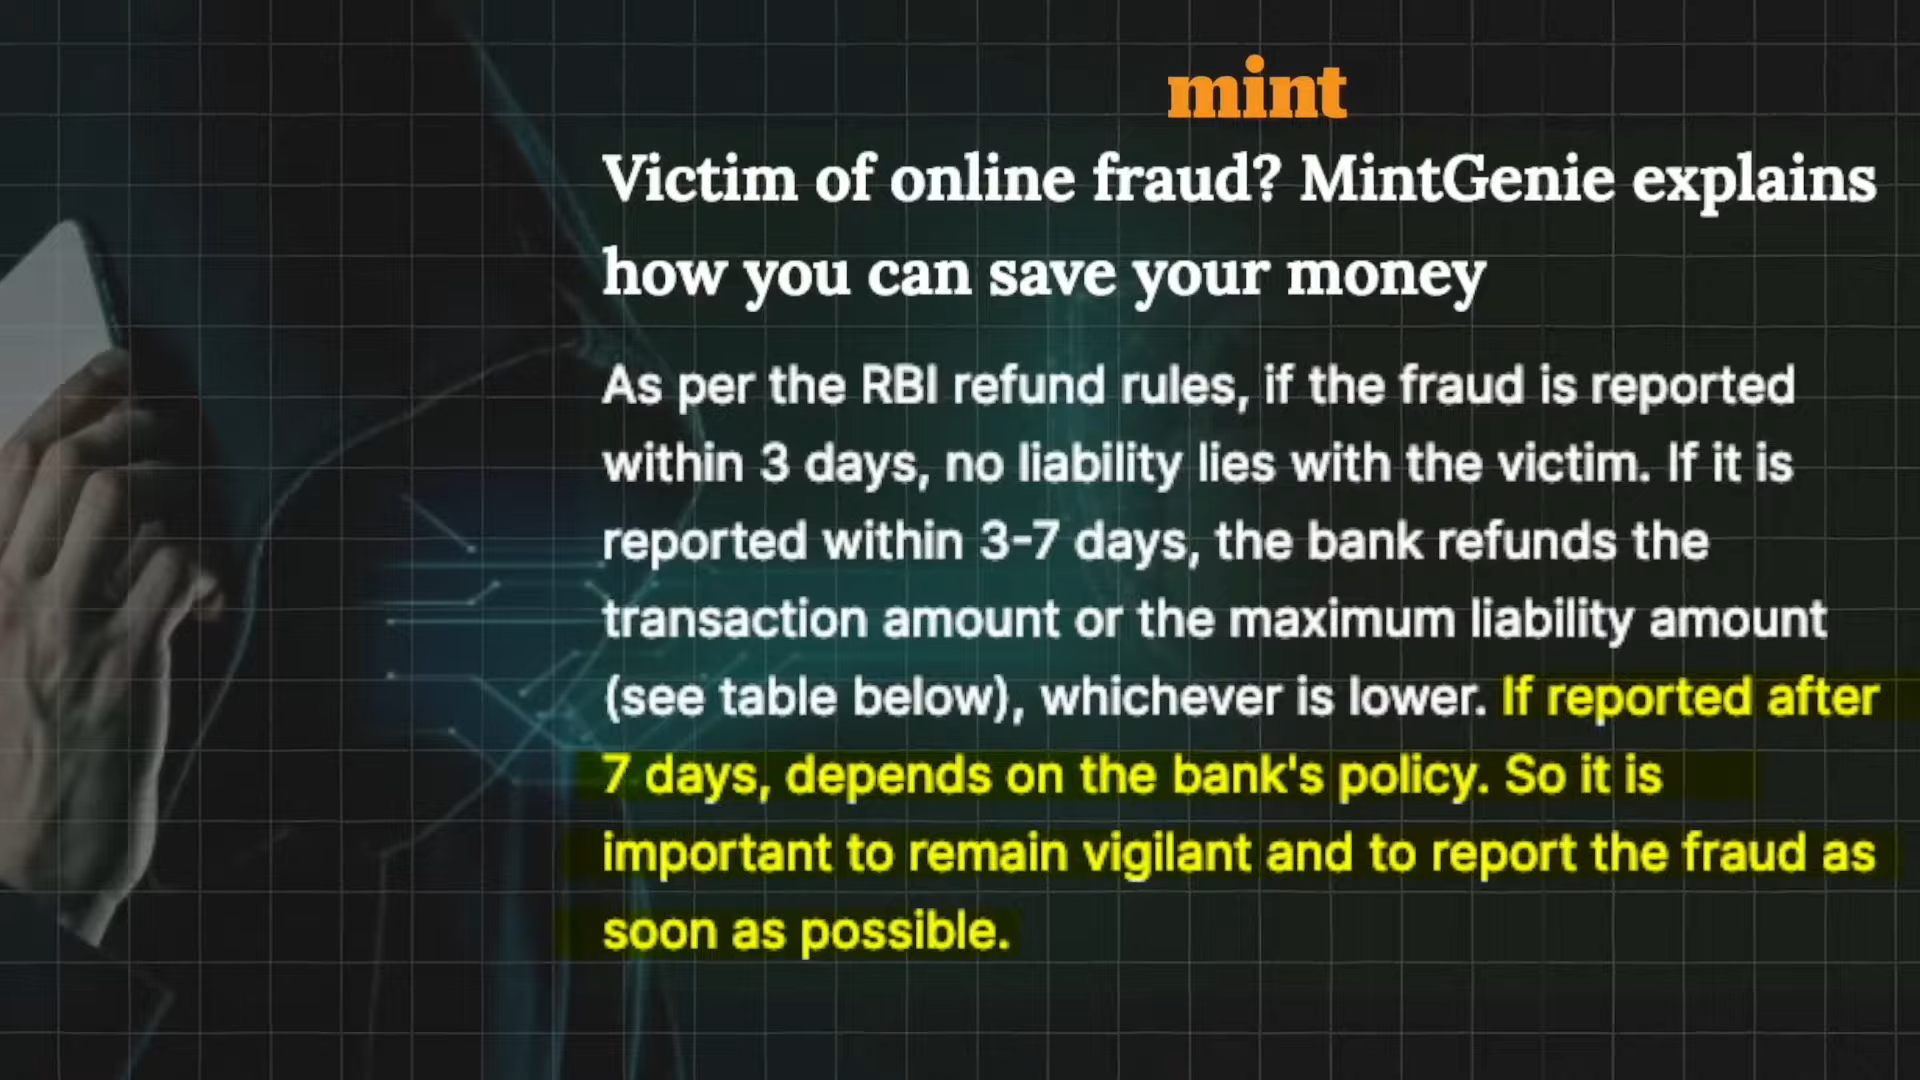 mint
Victim of online fraud? MintGenie explains
how you can save your money
As per the RBI refund rules, if the fraud is reported
within 3 days, no liability lies with the victim. If it is
reported within 3-7 days, the bank refunds the
transaction amount or the maximum liability amount
(see table below), whichever is lower. If reported after
7 days, depends on the bank's policy. So it is
important to remain vigilant and to report the fraud as
soon as possible.